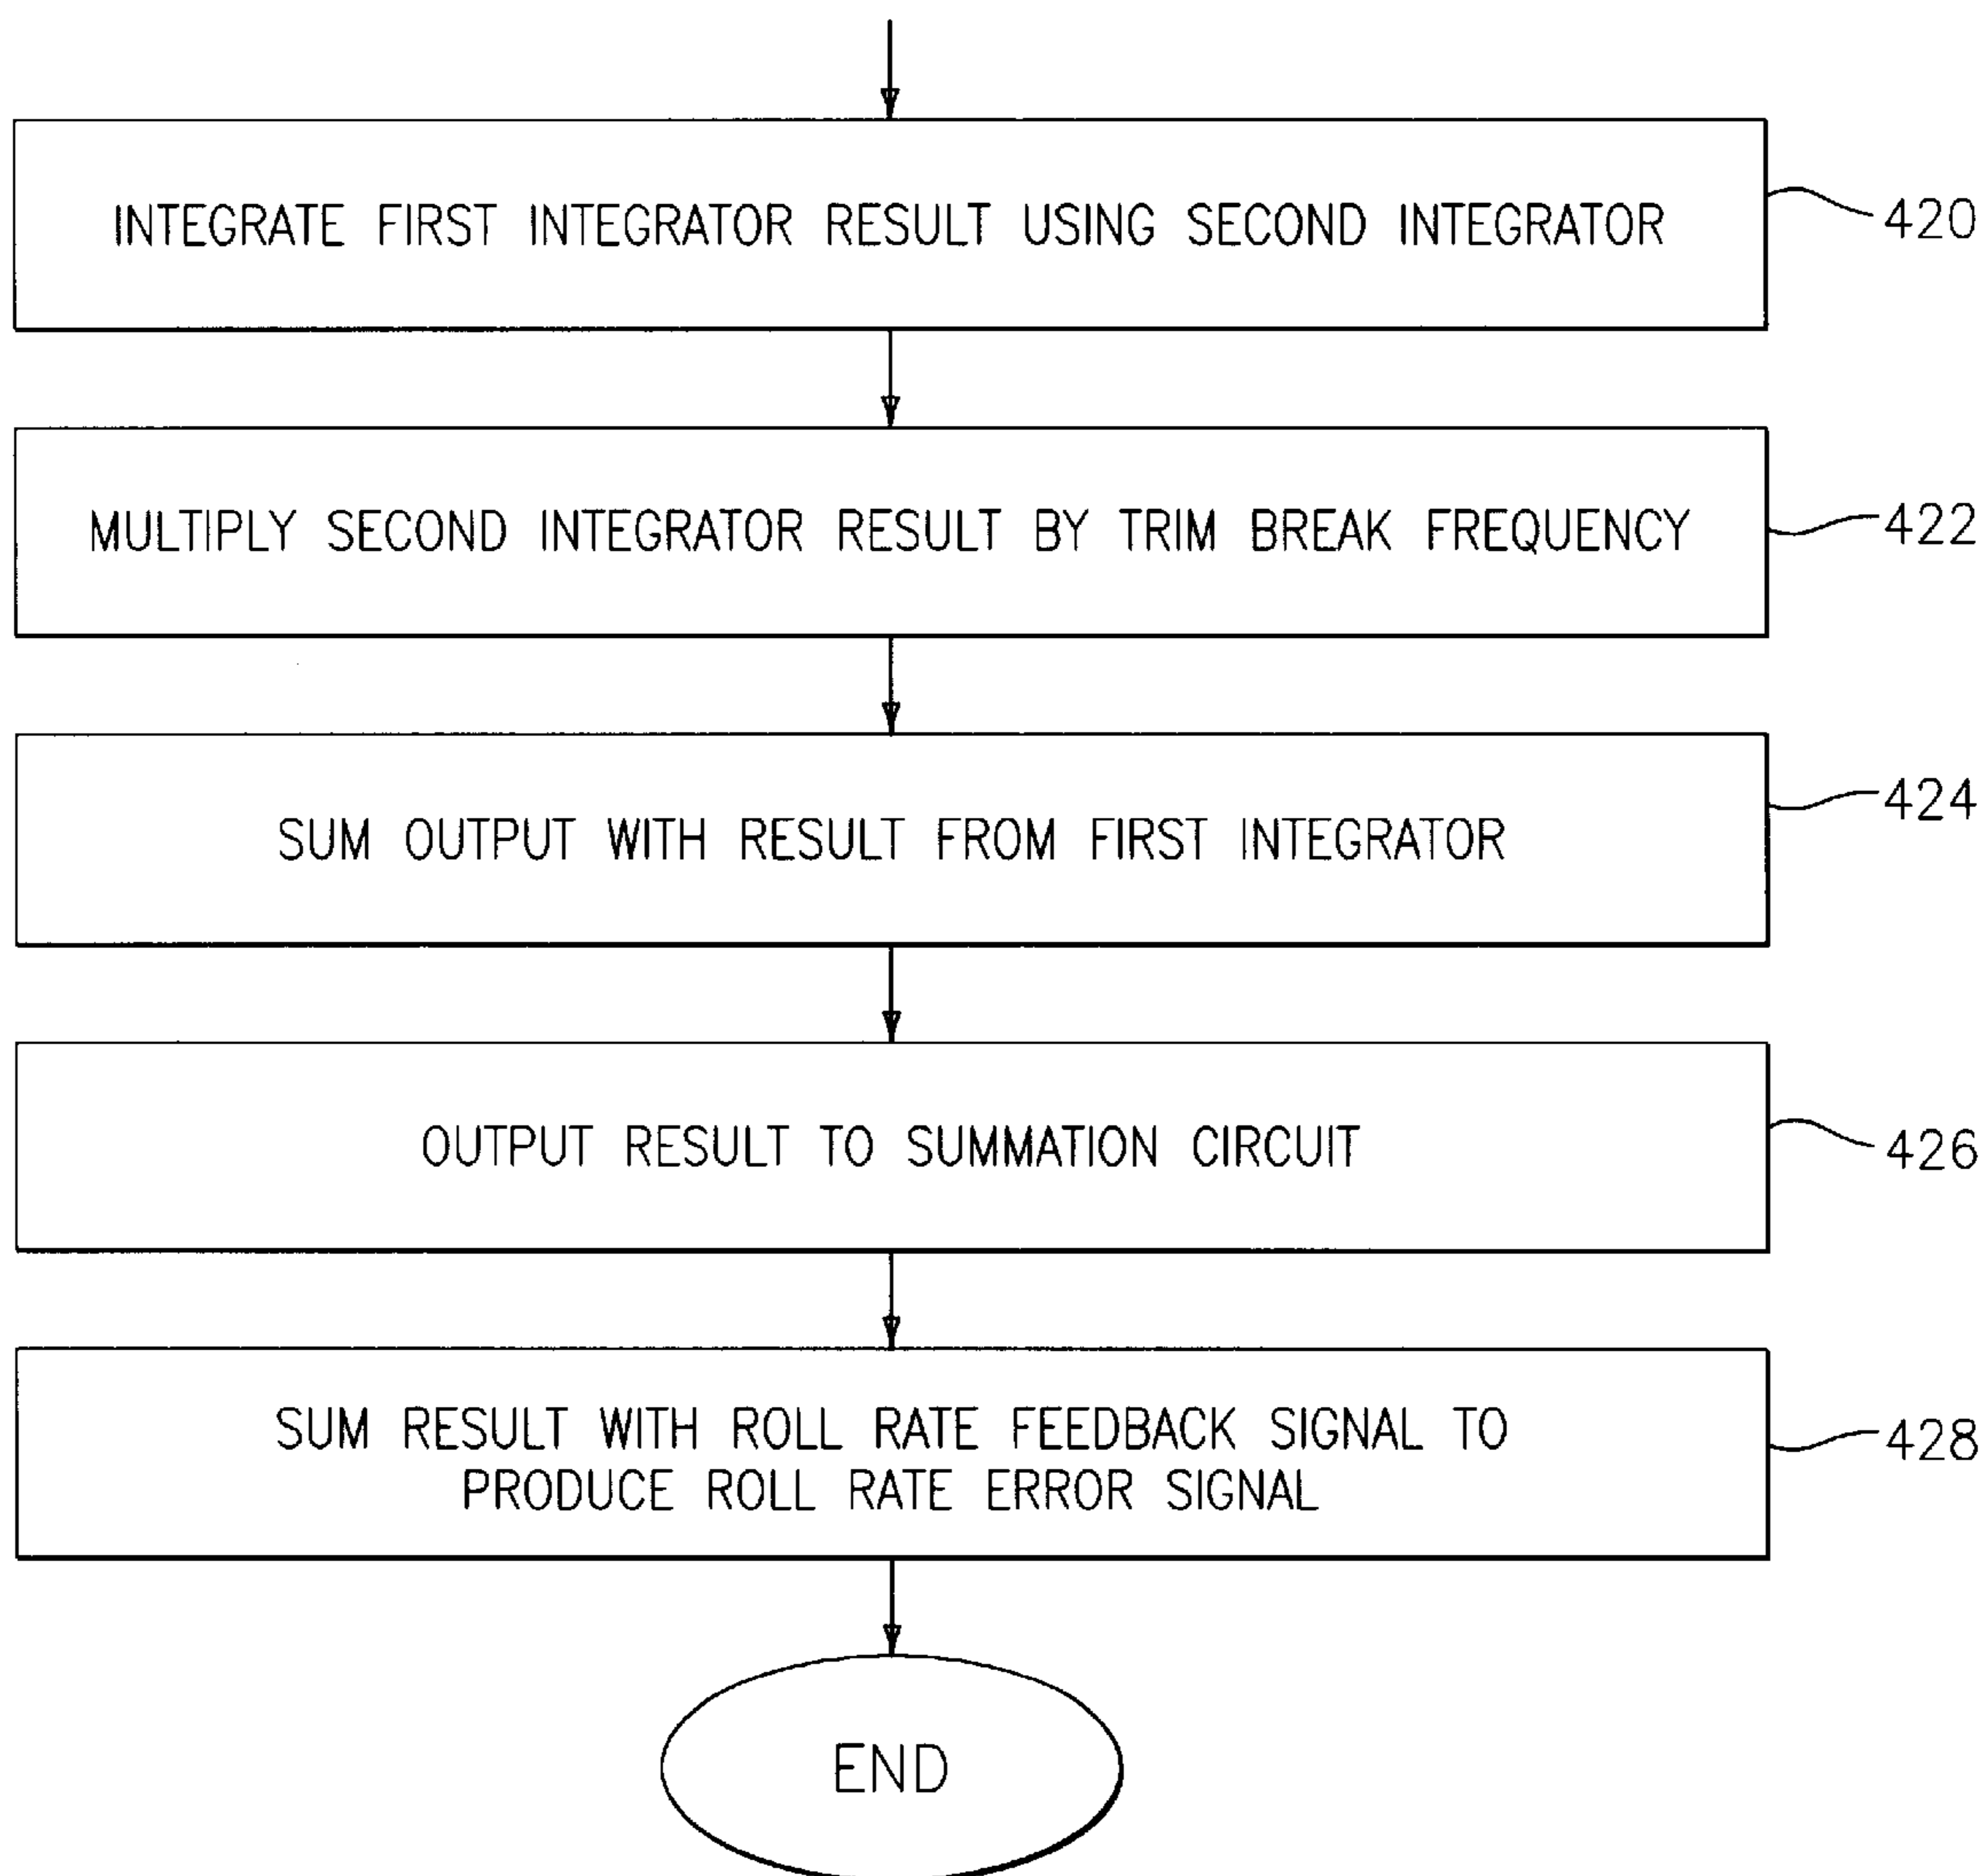 INTEGRATE FIRST INTEGRATOR RESULT USING SECOND INTEGRATOR
420
MULTIPLY SECOND INTEGRATOR RESULT BY TRIM BREAK FREQUENCY
422
SUM OUTPUT WITH RESULT FROM FIRST INTEGRATOR
424
OUTPUT RESULT TO SUMMATION CIRCUIT
426
SUM RESULT WITH ROLL RATE FEEDBACK SIGNAL TO
PRODUCE ROLL RATE ERROR SIGNAL
428
END